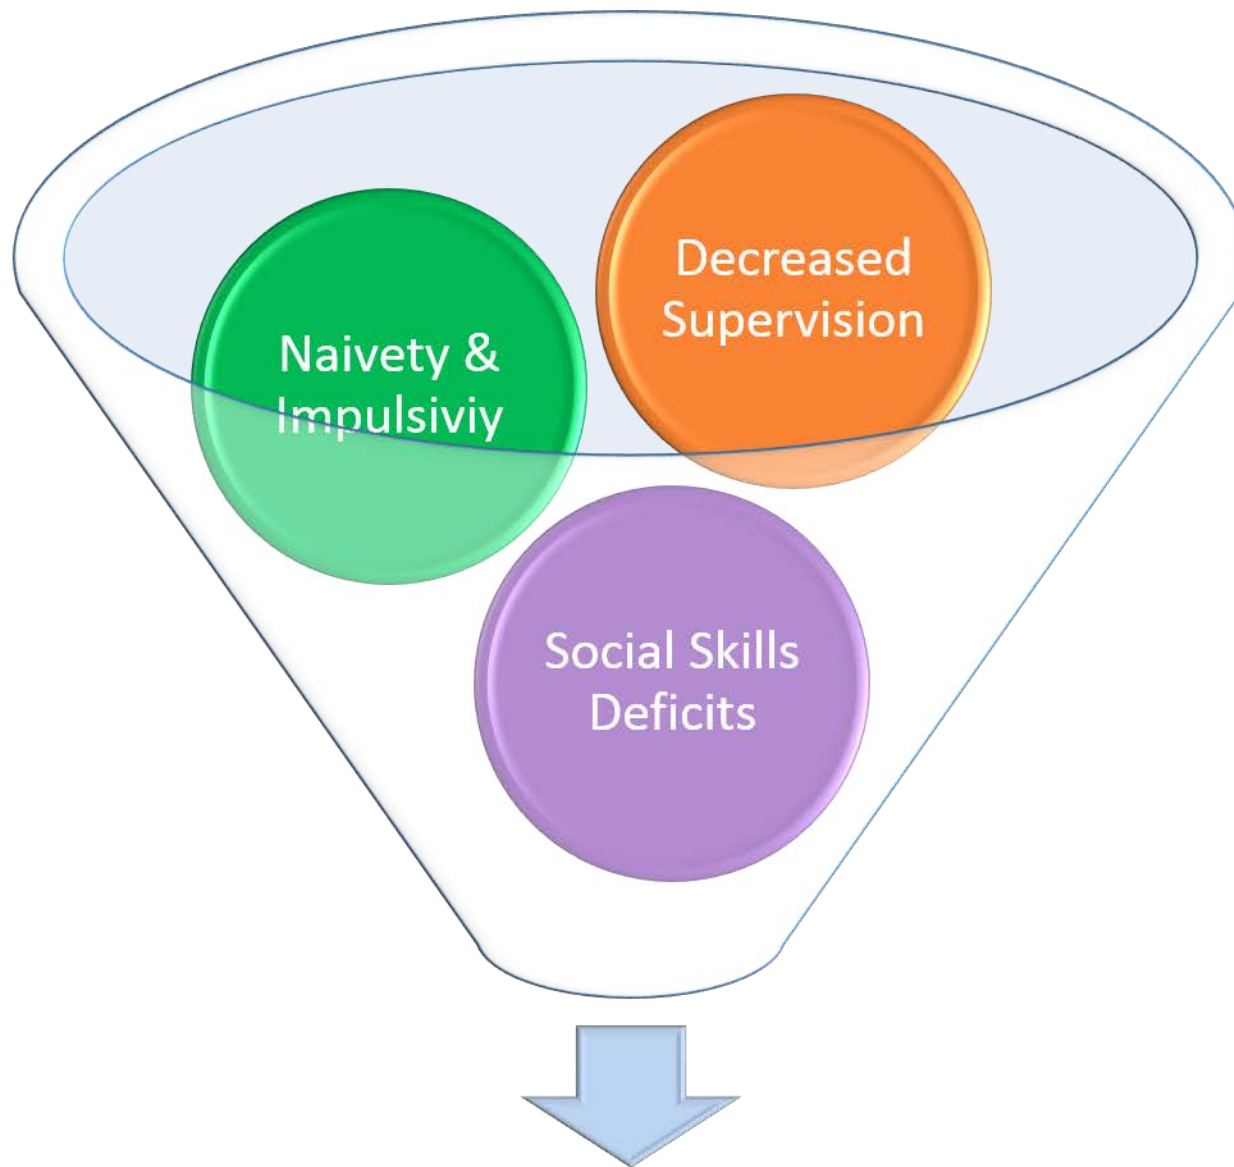 Decreased
Supervision
Naivety &
Impulsiviy
Social Skills
Deficits